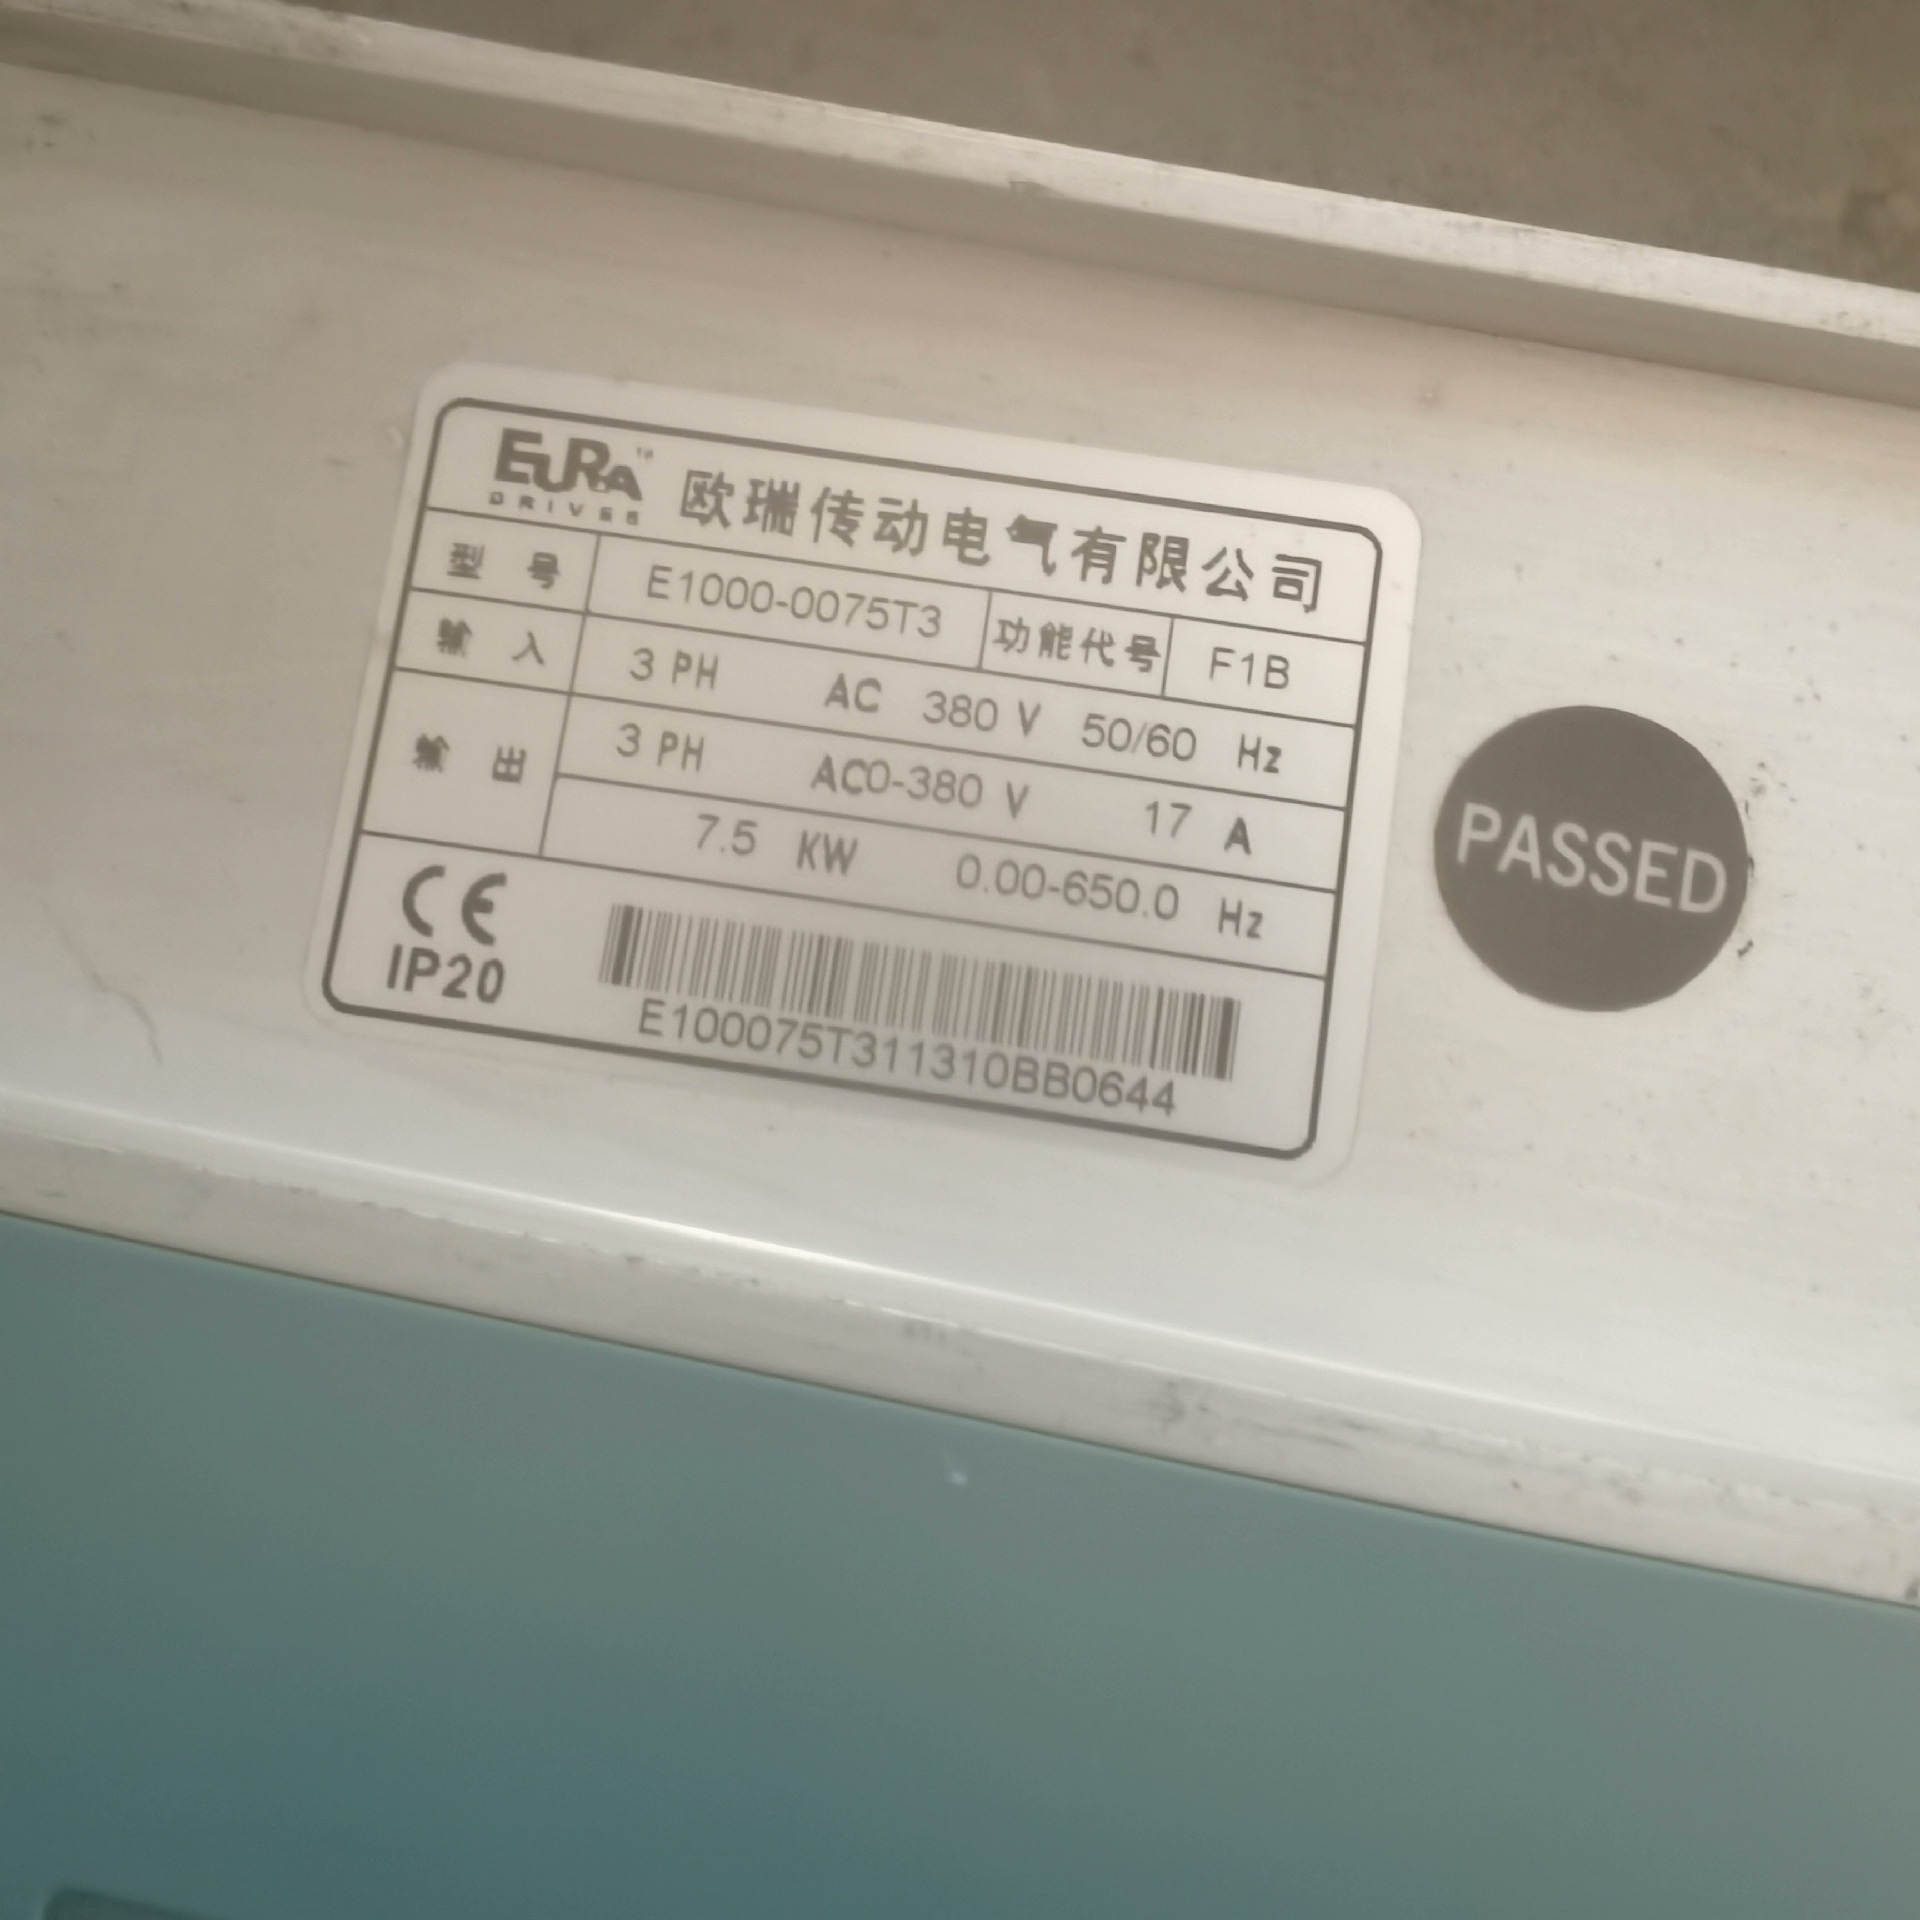 EURA™ 欧瑞传动电气有限公司
DRIVES
型 号 E1000-0075T3 功能代号 F1B
输 入 3 PH AC 380 V 50/60 Hz
输 出 3 PH AC0-380 V 17 A
7.5 KW 0.00-650.0 Hz
CE
IP20
E100075T311310BB0644
PASSED